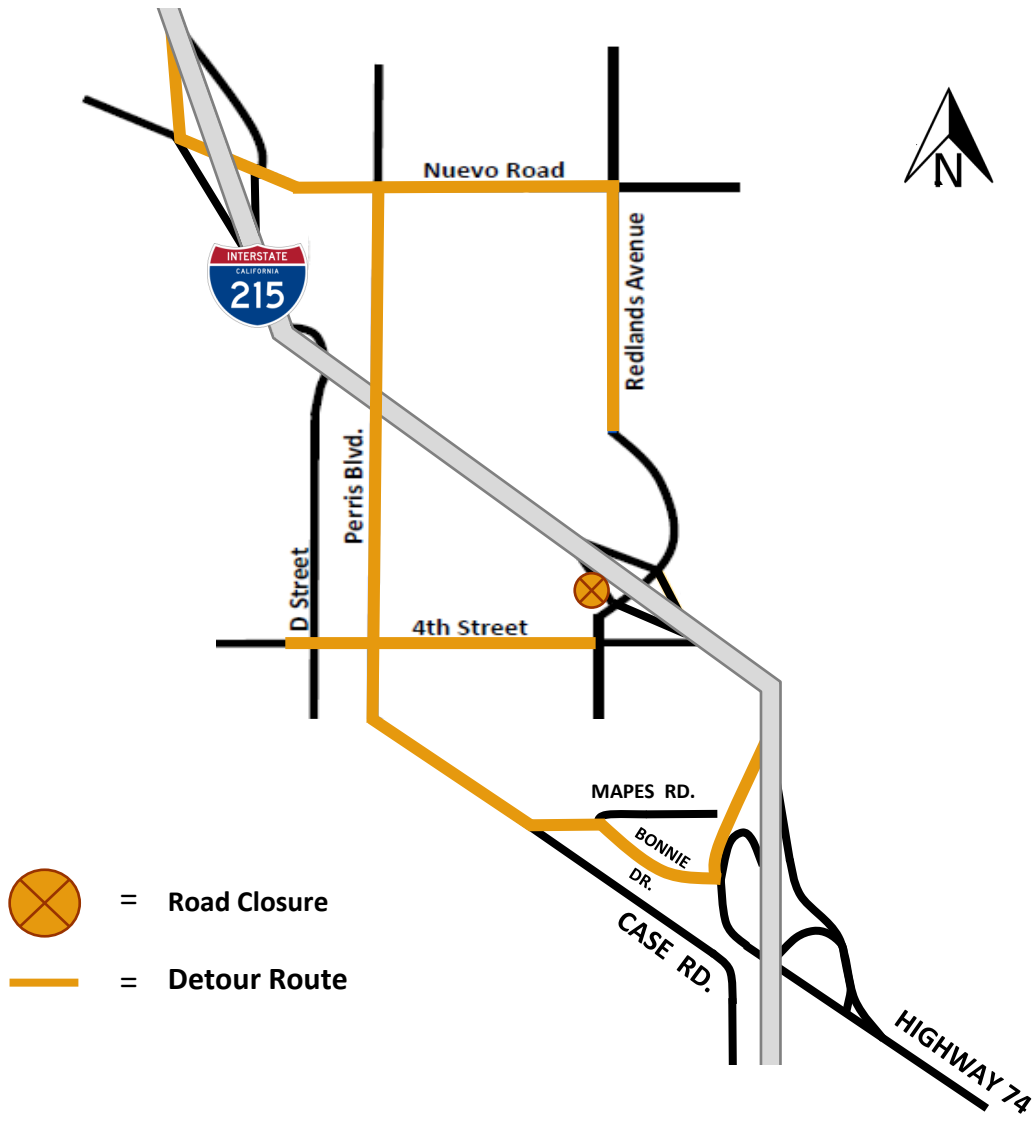 Nuevo Road
N
Redlands Avenue
INTERSTATE
CALIFORNIA
215
Perris Blvd.
D Street
4th Street
MAPES RD.
BONNIE
DR.
CASE RD.
HIGHWAY 74
= Road Closure
= Detour Route